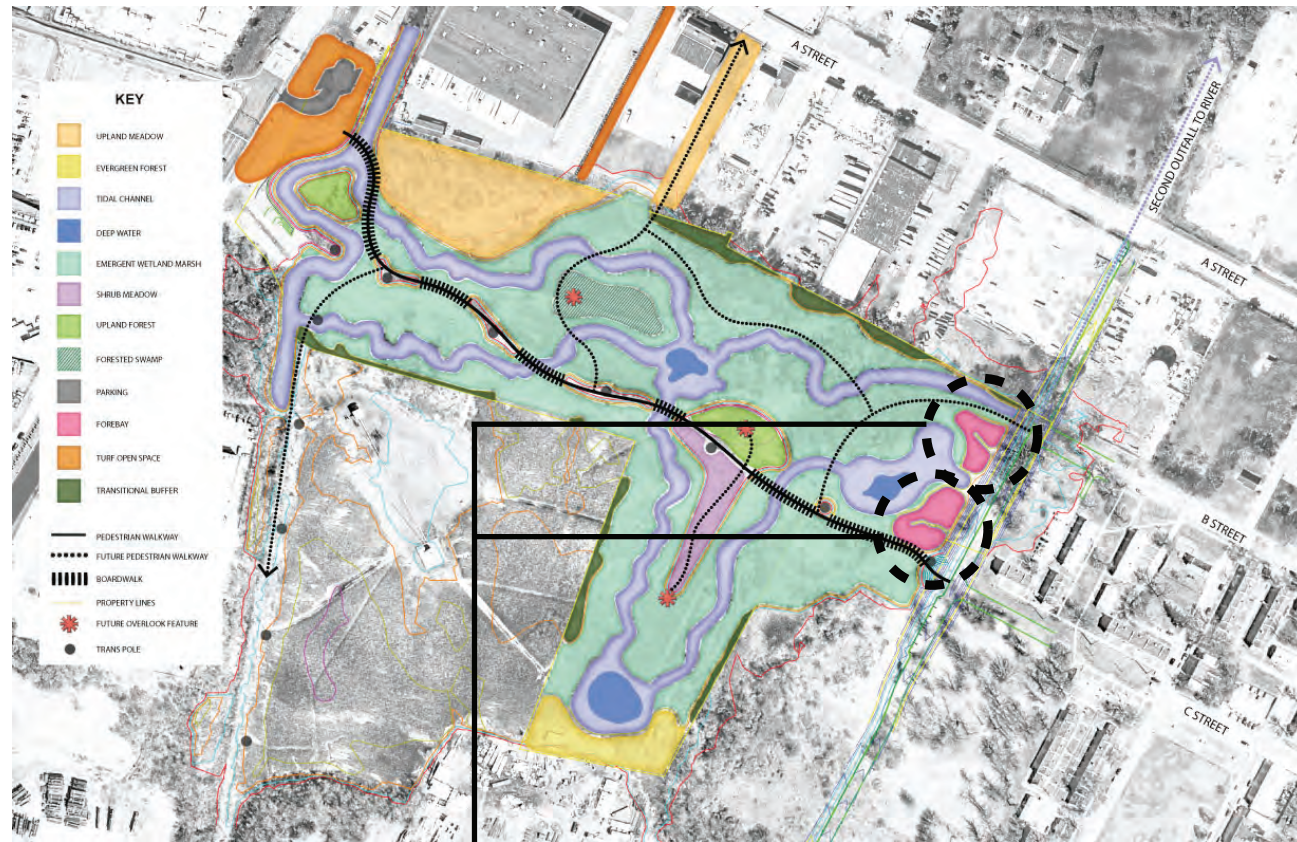 KEY
UPLAND MEADOW
EVERGREEN FOREST
TIDAL CHANNEL
DEEP WATER
EMERGENT WETLAND MARSH
SHRUB MEADOW
UPLAND FOREST
FORESTED SWAMP
PARKING
FOREBAY
TURF OPEN SPACE
TRANSITIONAL BUFFER
PEDESTRIAN WALKWAY
FUTURE PEDESTRIAN WALKWAY
BOARDWALK
PROPERTY LINES
FUTURE OVERLOOK FEATURE
TRANS POLE
A STREET
SECOND OUTFALL TO RIVER
A STREET
B STREET
C STREET